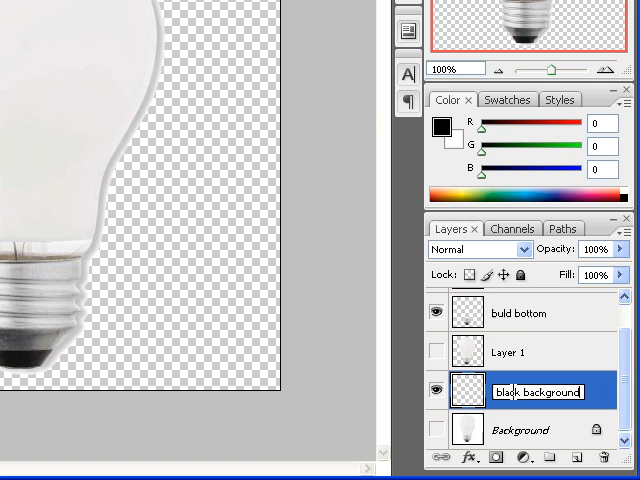 100%
A
Color × Swatches Styles
R 0
G 0
B 0
Layers × Channels Paths
Normal Opacity: 100%
Lock: Fill: 100%
buld bottom
Layer 1
black background
Background
fx.